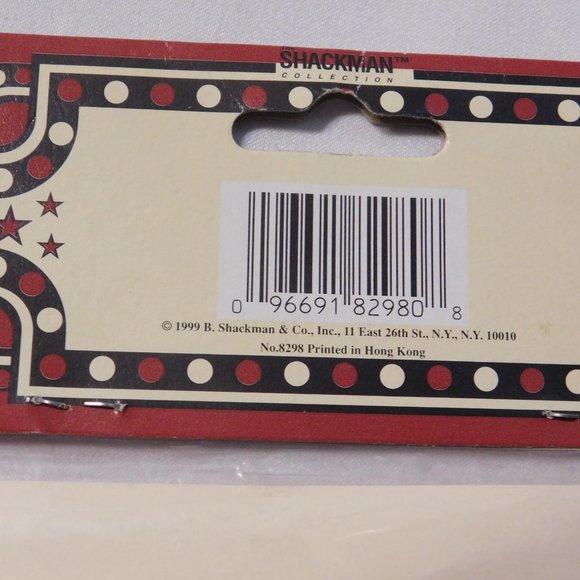 THE
SHACKMAN™
COLLECTION
0 96691 82980 8
© 1999 B. Shackman & Co., Inc., 11 East 26th St., N.Y., N.Y. 10010
No.8298 Printed in Hong Kong